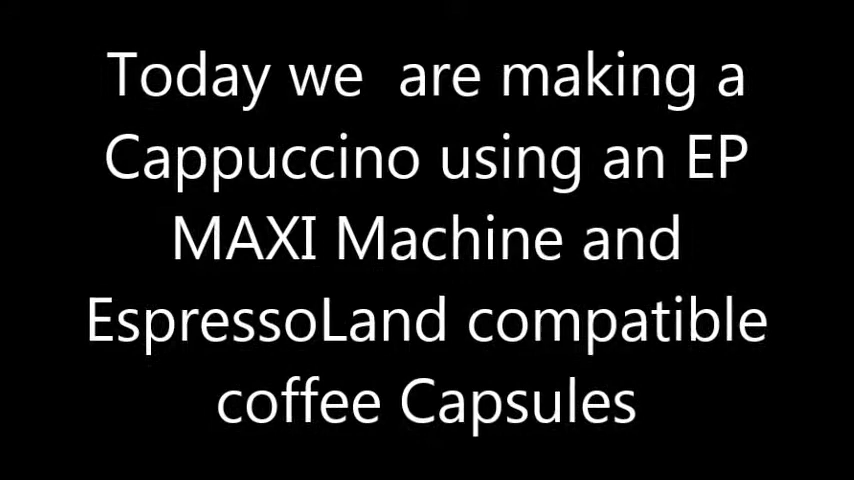 Today we  are making a
Cappuccino using an EP
MAXI Machine and
EspressoLand compatible
coffee Capsules